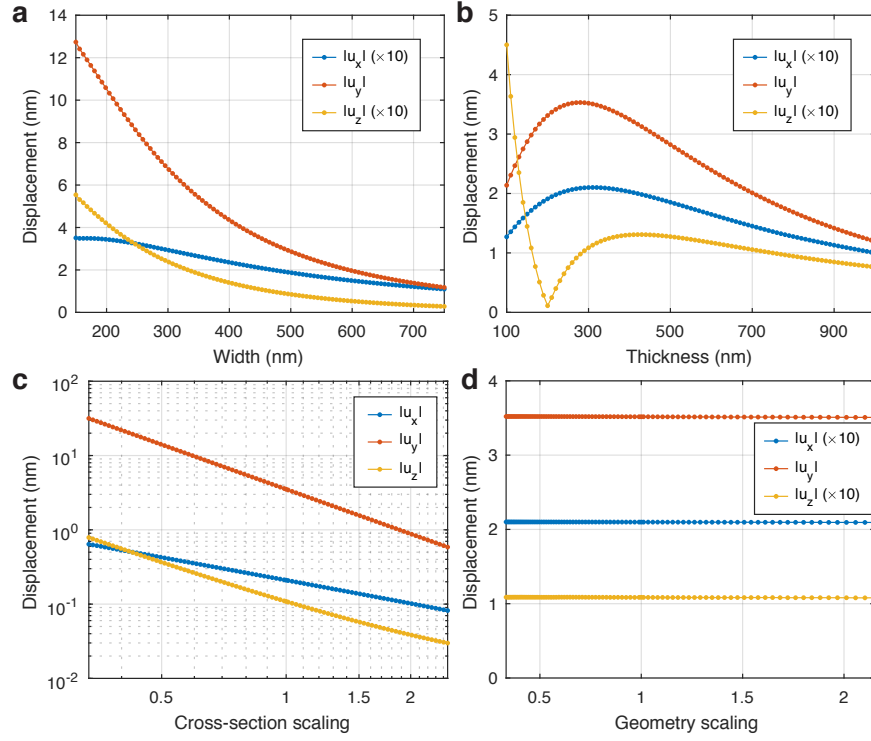 a
14
12
10
8
6
4
2
0
Displacement (nm)
200 300 400 500 600 700
Width (nm)
|u_x| (×10)
|u_y|
|u_z| (×10)
b
5
4
3
2
1
0
Displacement (nm)
100 300 500 700 900
Thickness (nm)
|u_x| (×10)
|u_y|
|u_z| (×10)
c
10^2
10^1
10^0
10^-1
10^-2
Displacement (nm)
0.5 1 1.5 2
Cross-section scaling
|u_x|
|u_y|
|u_z|
d
4
3
2
1
0
Displacement (nm)
0.5 1 1.5 2
Geometry scaling
|u_x| (×10)
|u_y|
|u_z| (×10)